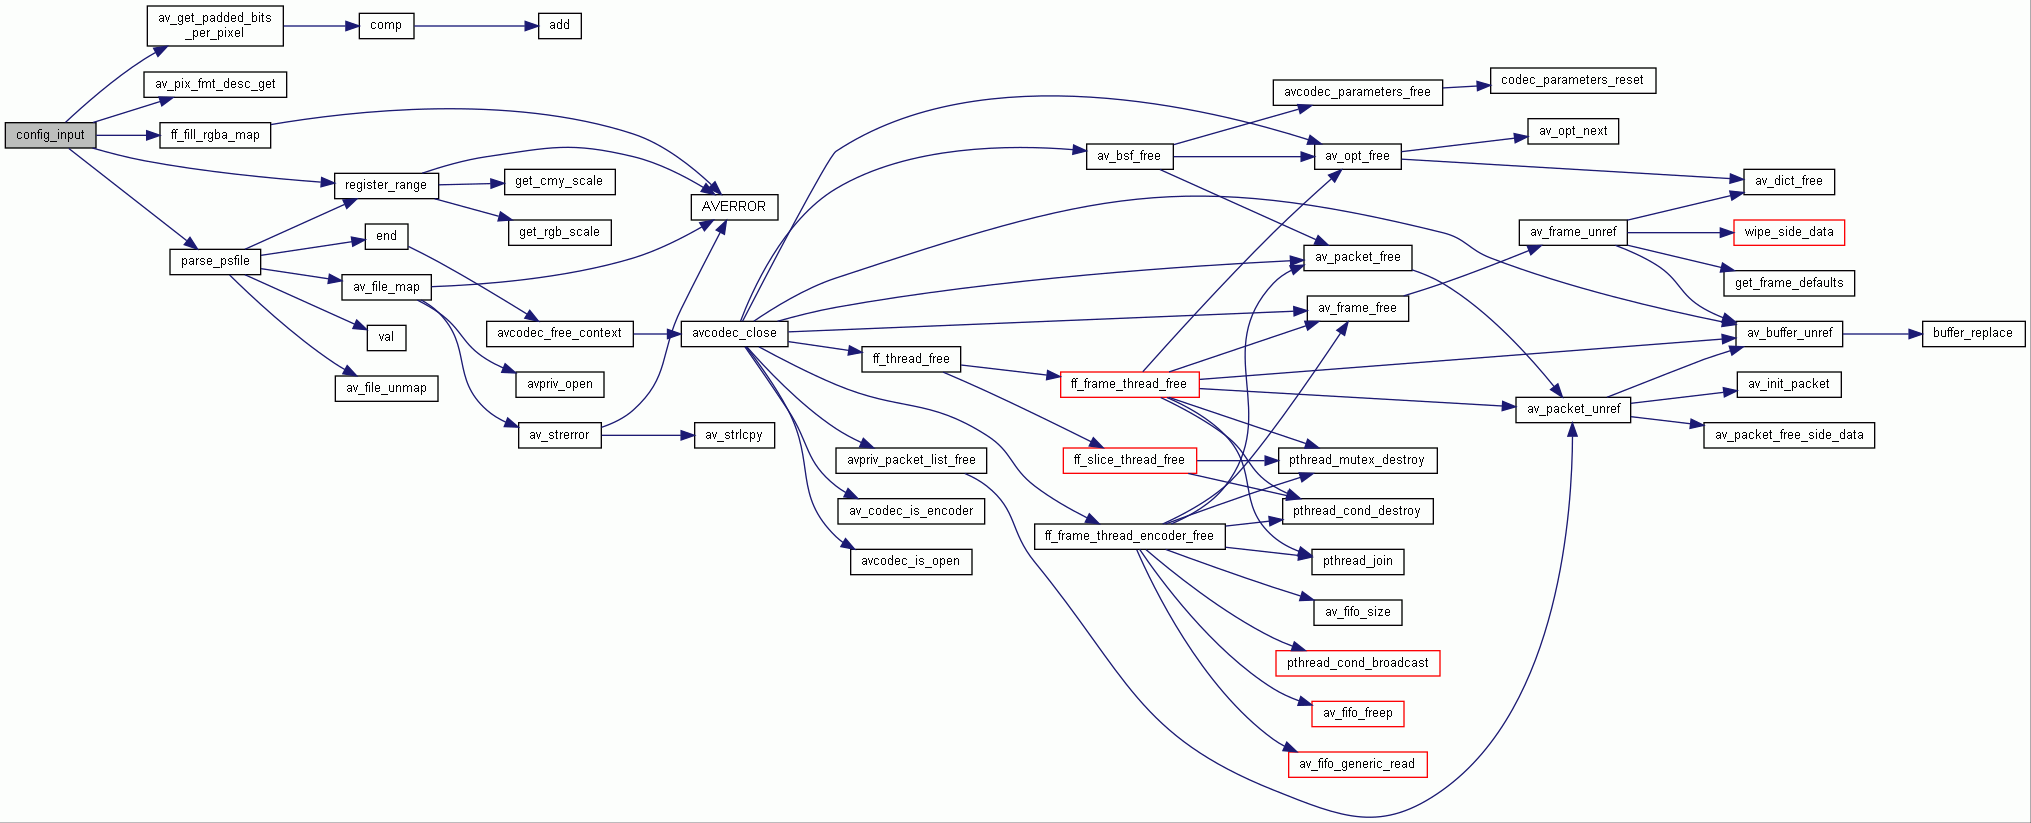 av_get_padded_bits
_per_pixel
comp
add
av_pix_fmt_desc_get
config_input
ff_fill_rgba_map
register_range
get_cmy_scale
get_rgb_scale
AVERROR
parse_psfile
end
av_file_map
val
av_file_unmap
avcodec_free_context
avpriv_open
av_strerror
av_strlcpy
avcodec_close
ff_thread_free
avpriv_packet_list_free
av_codec_is_encoder
avcodec_is_open
av_bsf_free
ff_frame_thread_free
ff_slice_thread_free
ff_frame_thread_encoder_free
avcodec_parameters_free
av_opt_free
av_packet_free
av_frame_free
pthread_mutex_destroy
pthread_cond_destroy
pthread_join
av_fifo_size
pthread_cond_broadcast
av_fifo_freep
av_fifo_generic_read
codec_parameters_reset
av_opt_next
av_frame_unref
av_packet_unref
av_dict_free
wipe_side_data
get_frame_defaults
av_buffer_unref
av_init_packet
av_packet_free_side_data
buffer_replace